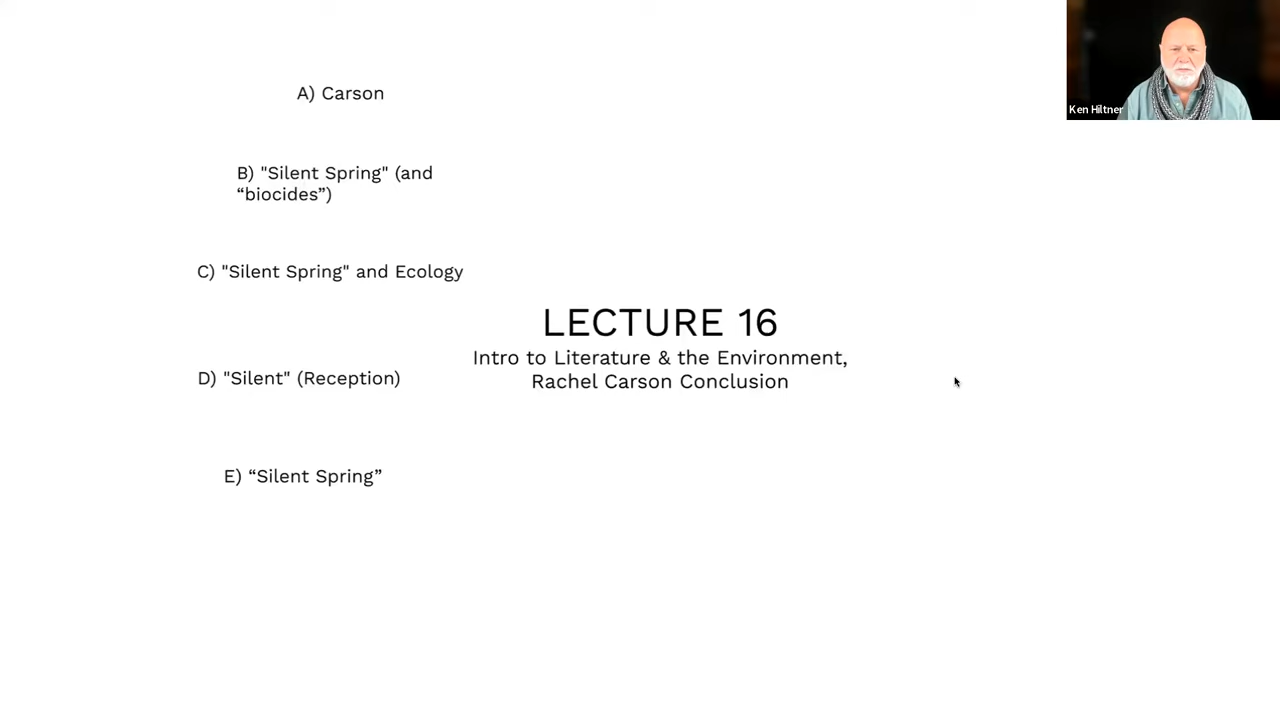 Ken Hiltner
A) Carson
B) "Silent Spring" (and
“biocides”)
C) "Silent Spring" and Ecology
LECTURE 16
Intro to Literature & the Environment,
Rachel Carson Conclusion
D) "Silent" (Reception)
E) “Silent Spring”